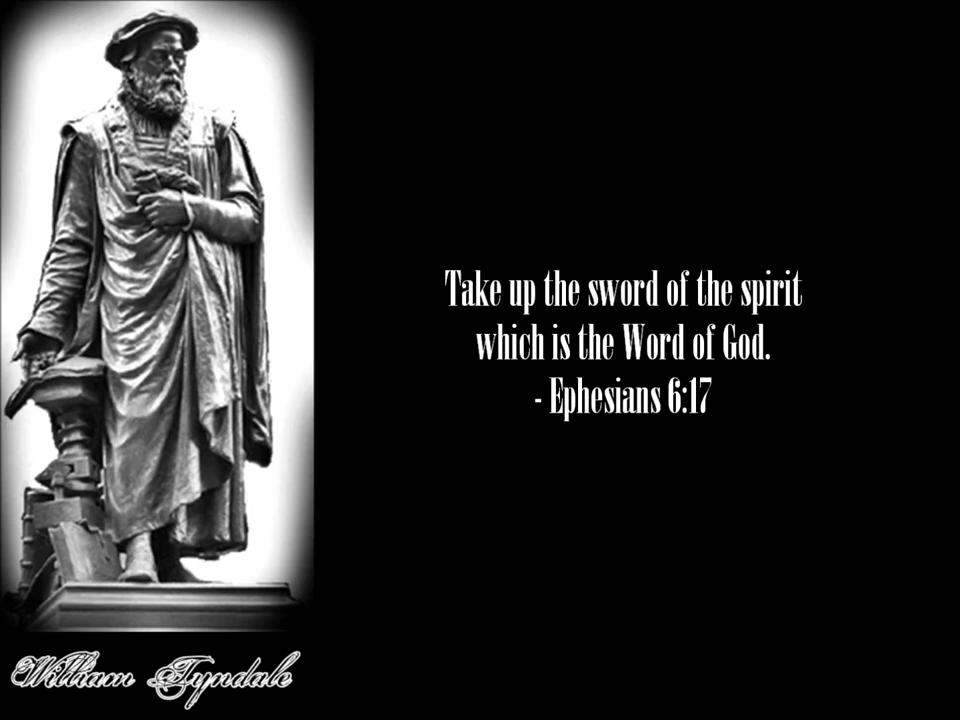 Take up the sword of the spirit
which is the Word of God.
- Ephesians 6:17
William Tyndale